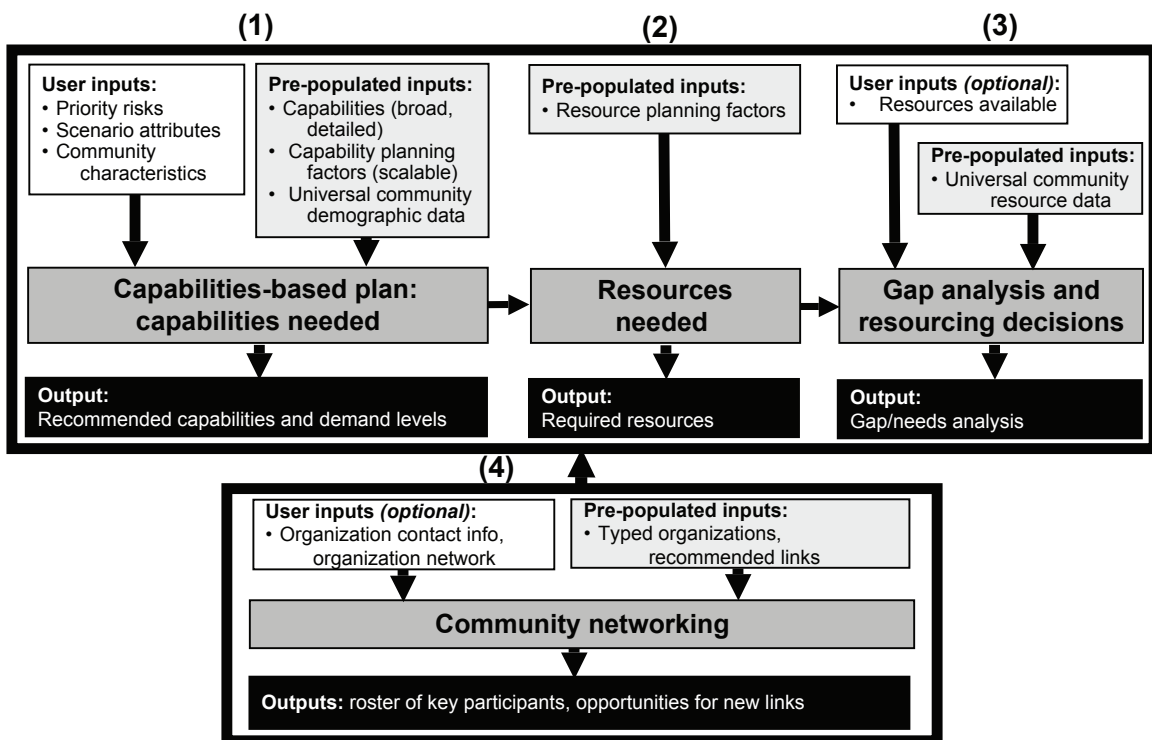 (1)
(2)
(3)
User inputs:
• Priority risks
• Scenario attributes
• Community
characteristics
Pre-populated inputs:
• Capabilities (broad,
detailed)
• Capability planning
factors (scalable)
• Universal community
demographic data
Pre-populated inputs:
• Resource planning factors
User inputs (optional):
• Resources available
Pre-populated inputs:
• Universal community
resource data
Capabilities-based plan:
capabilities needed
Resources
needed
Gap analysis and
resourcing decisions
Output:
Recommended capabilities and demand levels
Output:
Required resources
Output:
Gap/needs analysis
(4)
User inputs (optional):
• Organization contact info,
organization network
Pre-populated inputs:
• Typed organizations,
recommended links
Community networking
Outputs: roster of key participants, opportunities for new links